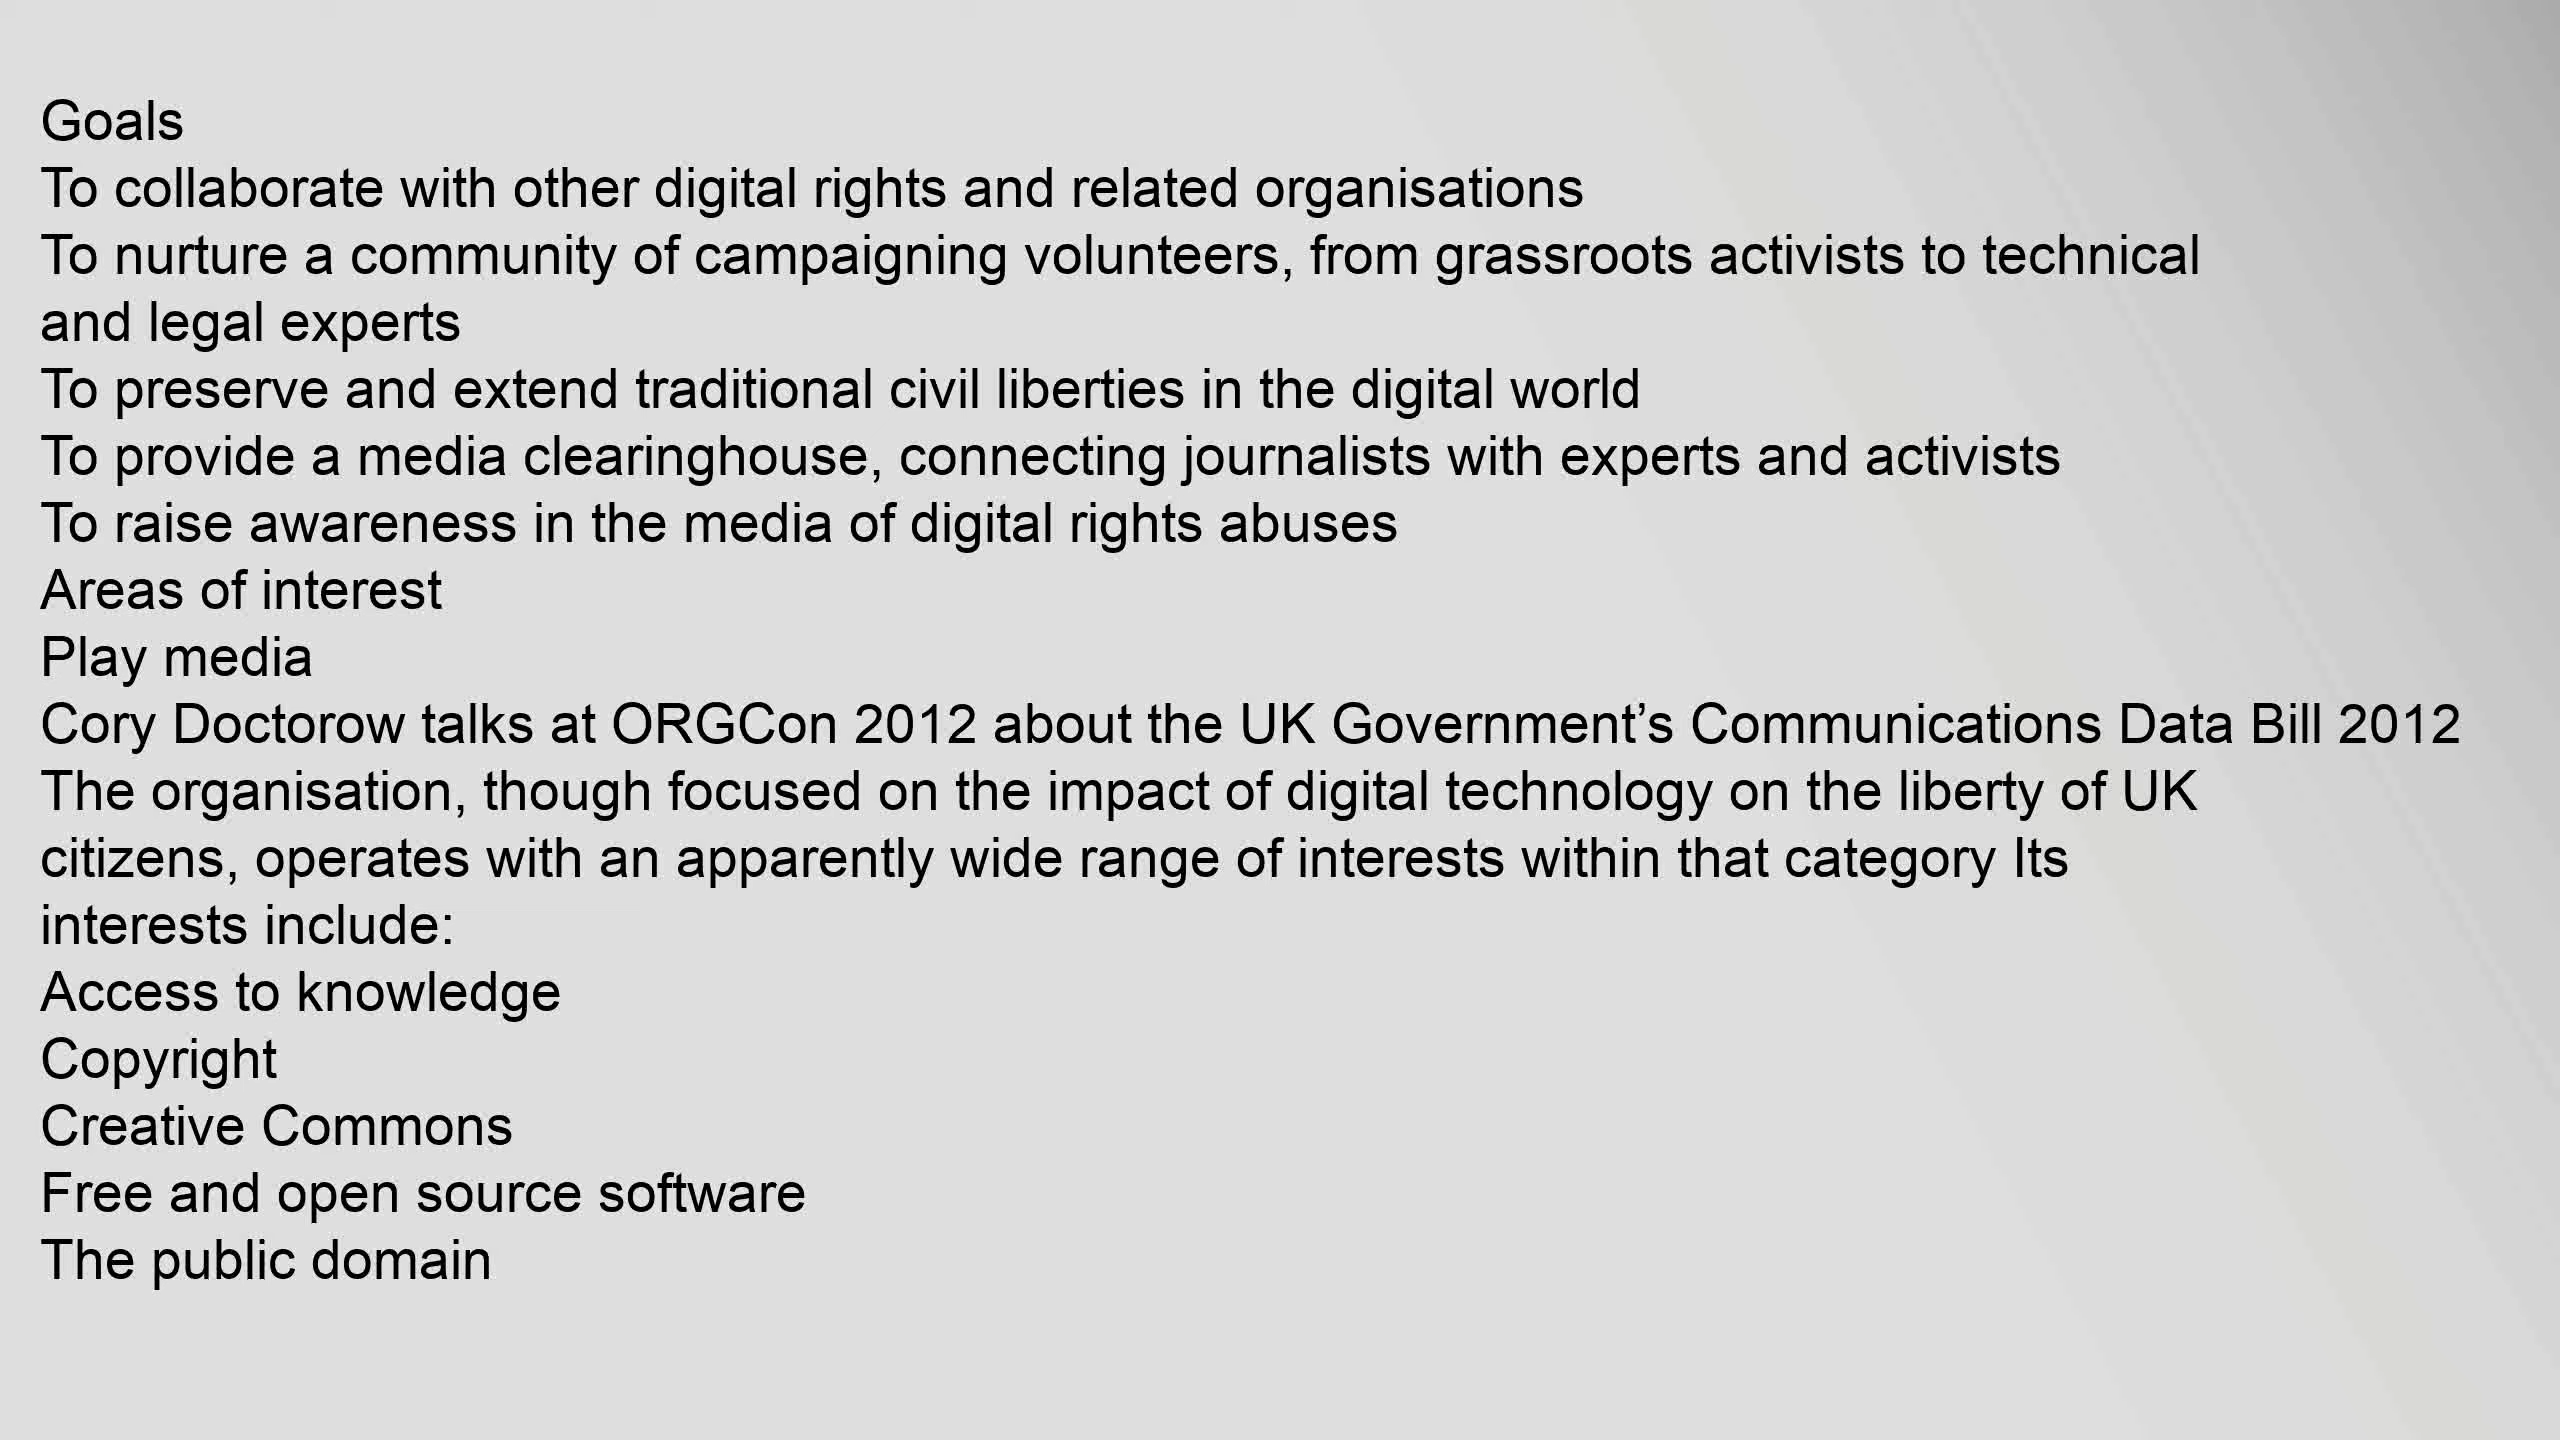 Goals
To collaborate with other digital rights and related organisations
To nurture a community of campaigning volunteers, from grassroots activists to technical
and legal experts
To preserve and extend traditional civil liberties in the digital world
To provide a media clearinghouse, connecting journalists with experts and activists
To raise awareness in the media of digital rights abuses
Areas of interest
Play media
Cory Doctorow talks at ORGCon 2012 about the UK Government’s Communications Data Bill 2012
The organisation, though focused on the impact of digital technology on the liberty of UK
citizens, operates with an apparently wide range of interests within that category Its
interests include:
Access to knowledge
Copyright
Creative Commons
Free and open source software
The public domain